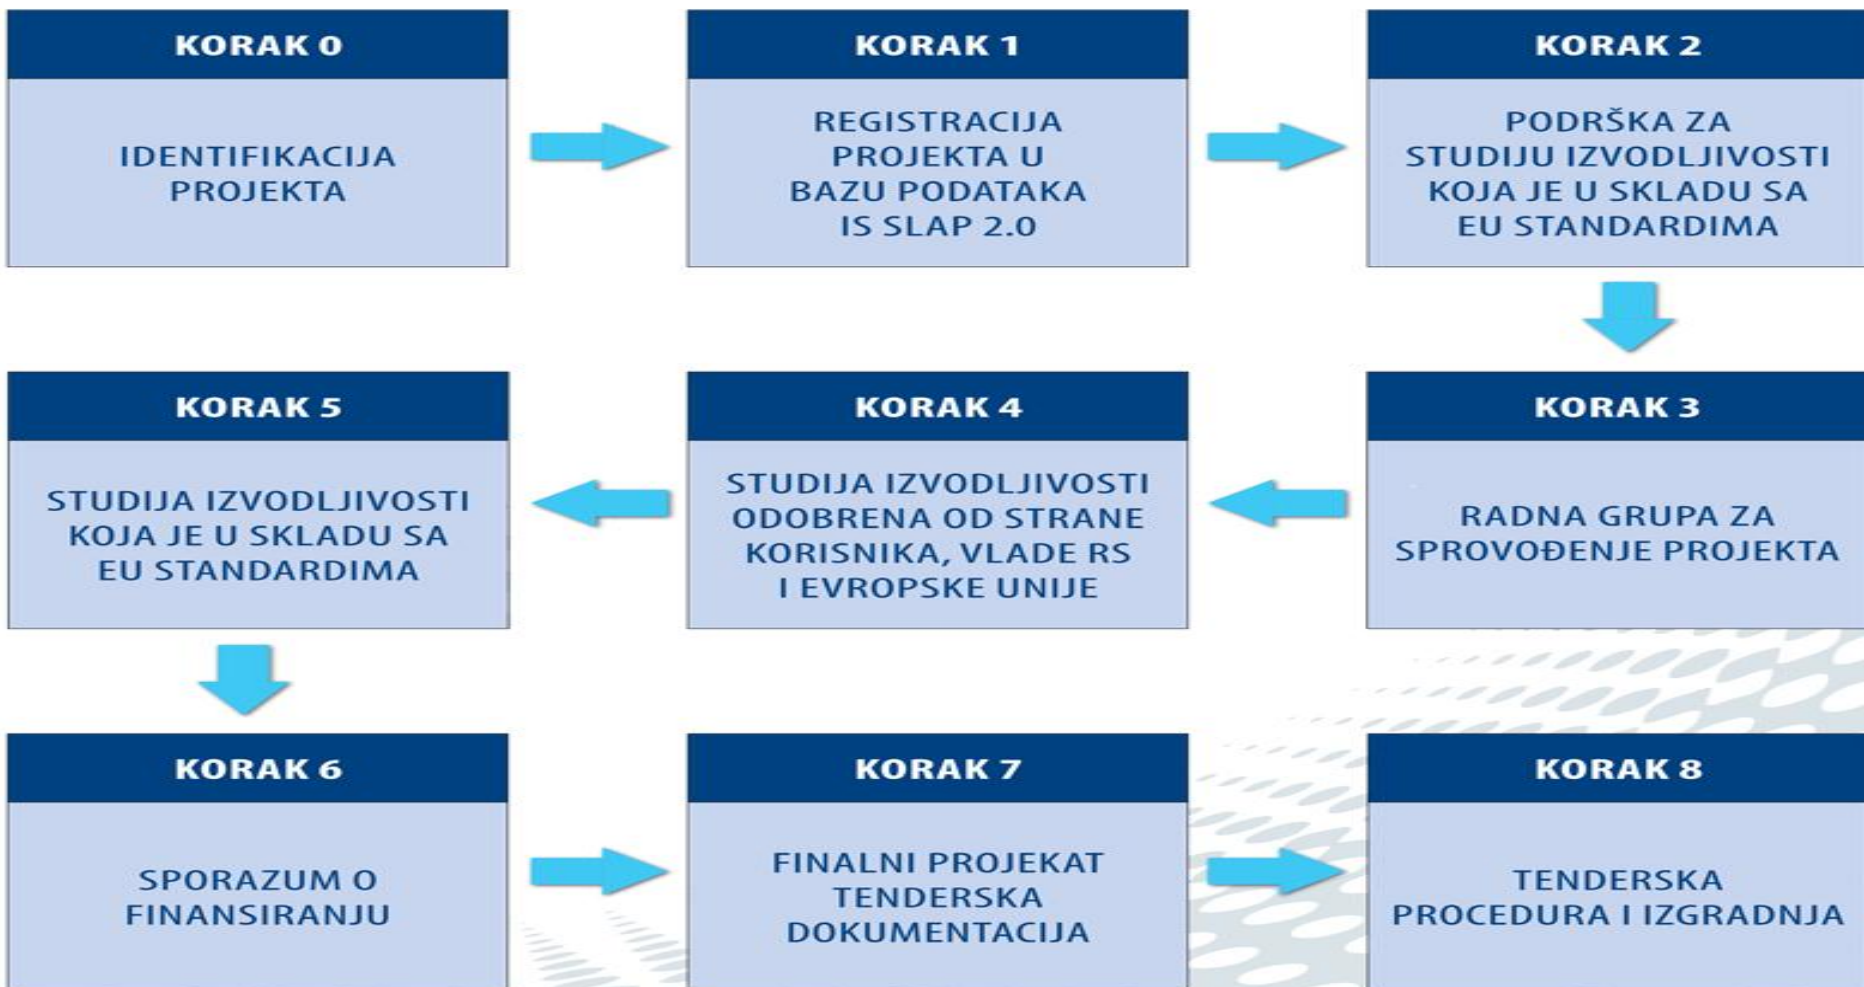 KORAK 0
IDENTIFIKACIJA
PROJEKTA
KORAK 1
REGISTRACIJA
PROJEKTA U
BAZU PODATAKA
IS SLAP 2.0
KORAK 2
PODRŠKA ZA
STUDIJU IZVODLJIVOSTI
KOJA JE U SKLADU SA
EU STANDARDIMA
KORAK 3
RADNA GRUPA ZA
SPROVOĐENJE PROJEKTA
KORAK 4
STUDIJA IZVODLJIVOSTI
ODOBRENA OD STRANE
KORISNIKA, VLADE RS
I EVROPSKE UNIJE
KORAK 5
STUDIJA IZVODLJIVOSTI
KOJA JE U SKLADU SA
EU STANDARDIMA
KORAK 6
SPORAZUM O
FINANSIRANJU
KORAK 7
FINALNI PROJEKAT
TENDERSKA
DOKUMENTACIJA
KORAK 8
TENDERSKA
PROCEDURA I IZGRADNJA